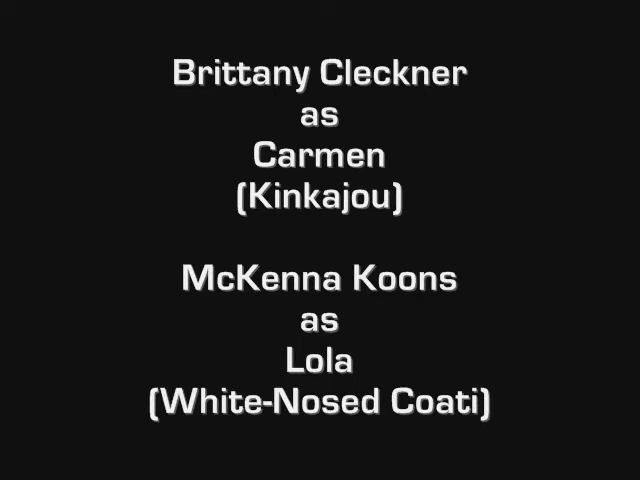 Brittany Cleckner
as
Carmen
(Kinkajou)
McKenna Koons
as
Lola
(White-Nosed Coati)